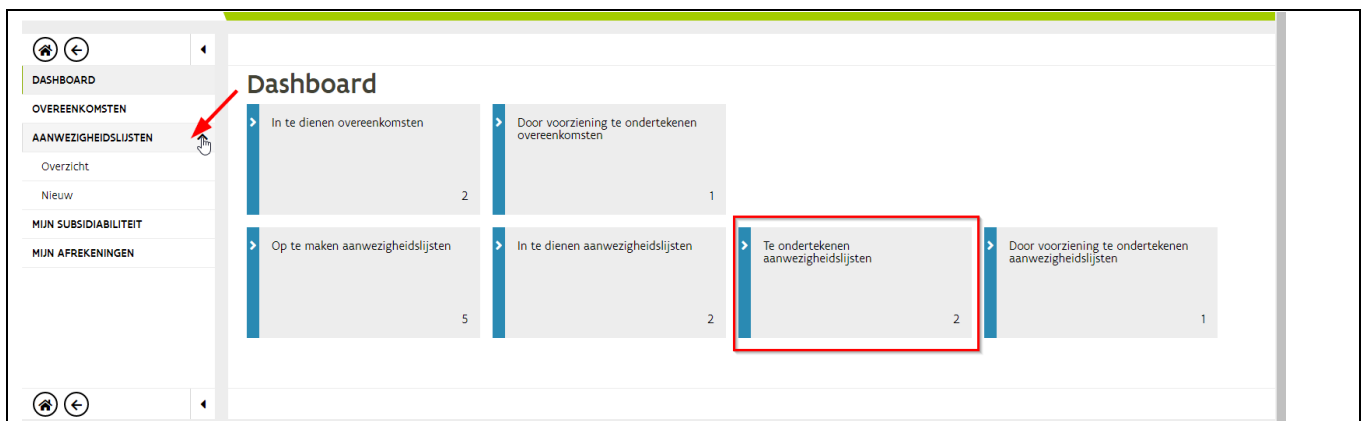 DASHBOARD
OVEREENKOMSTEN
AANWEZIGHEIDSLIJSTEN
Overzicht
Nieuw
MIJN SUBSIDIABILITEIT
MIJN AFREKENINGEN
Dashboard
In te dienen overeenkomsten
2
Door voorziening te ondertekenen
overeenkomsten
1
Op te maken aanwezigheidslijsten
5
In te dienen aanwezigheidslijsten
2
Te ondertekenen
aanwezigheidslijsten
2
Door voorziening te ondertekenen
aanwezigheidslijsten
1